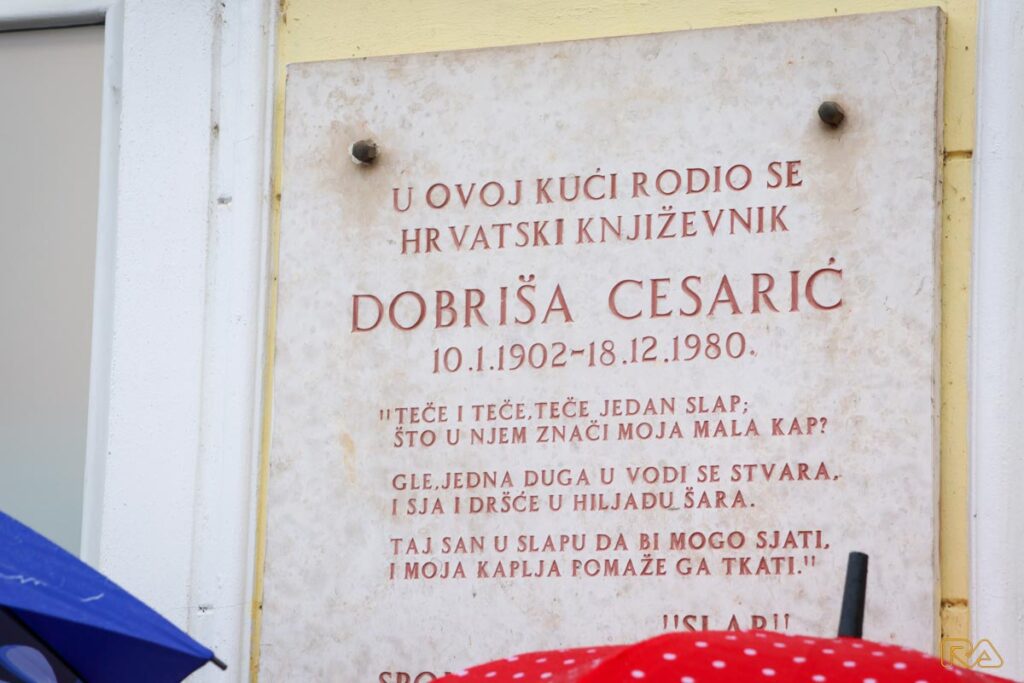 U OVOJ KUĆI RODIO SE
HRVATSKI KNJIŽEVNIK
DOBRIŠA CESARIĆ
10.1.1902-18.12.1980.
"TEČE I TEČE, TEČE JEDAN SLAP;
ŠTO U NJEM ZNAČI MOJA MALA KAP?
GLE, JEDNA DUGA U VODI SE STVARA,
I SJA I DRŠĆE U HILJADU ŠARA.
TAJ SAN U SLAPU DA BI MOGO SJATI,
I MOJA KAPLJA POMAŽE GA TKATI."
"SLAP"
RA